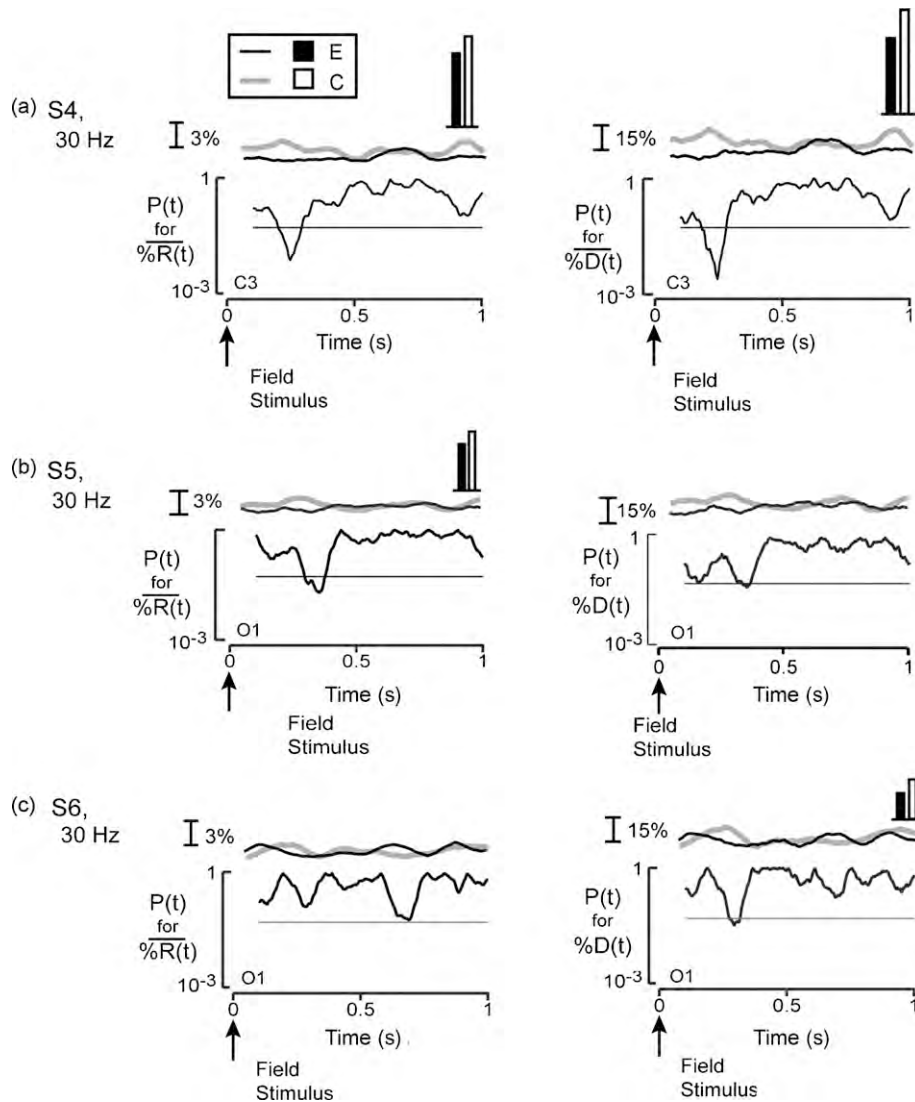 E
C
(a) S4,
30 Hz
3%
15%
1
P(t)
for
%R(t)
10-3
C3
0 0.5 1
Time (s)
Field
Stimulus
1
P(t)
for
%D(t)
10-3
C3
0 0.5 1
Time (s)
Field
Stimulus
(b) S5,
30 Hz
3%
15%
P(t)
for
%R(t)
10-3
O1
0 0.5 1
Time (s)
Field
Stimulus
1
P(t)
for
%D(t)
10-3
O1
0 0.5 1
Time (s)
Field
Stimulus
(c) S6,
30 Hz
3%
15%
1
P(t)
for
%R(t)
10-3
O1
0 0.5 1
Time (s)
Field
Stimulus
1
P(t)
for
%D(t)
10-3
O1
0 0.5 1
Time (s)
Field
Stimulus